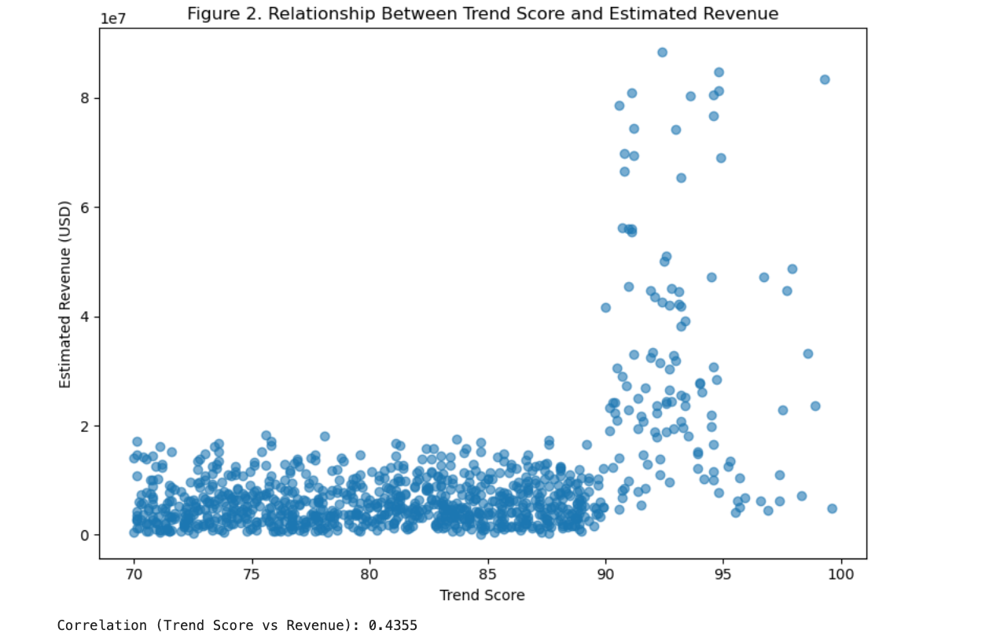 Figure 2. Relationship Between Trend Score and Estimated Revenue
1e7
8
6
4
2
0
Estimated Revenue (USD)
70 75 80 85 90 95 100
Trend Score
Correlation (Trend Score vs Revenue): 0.4355